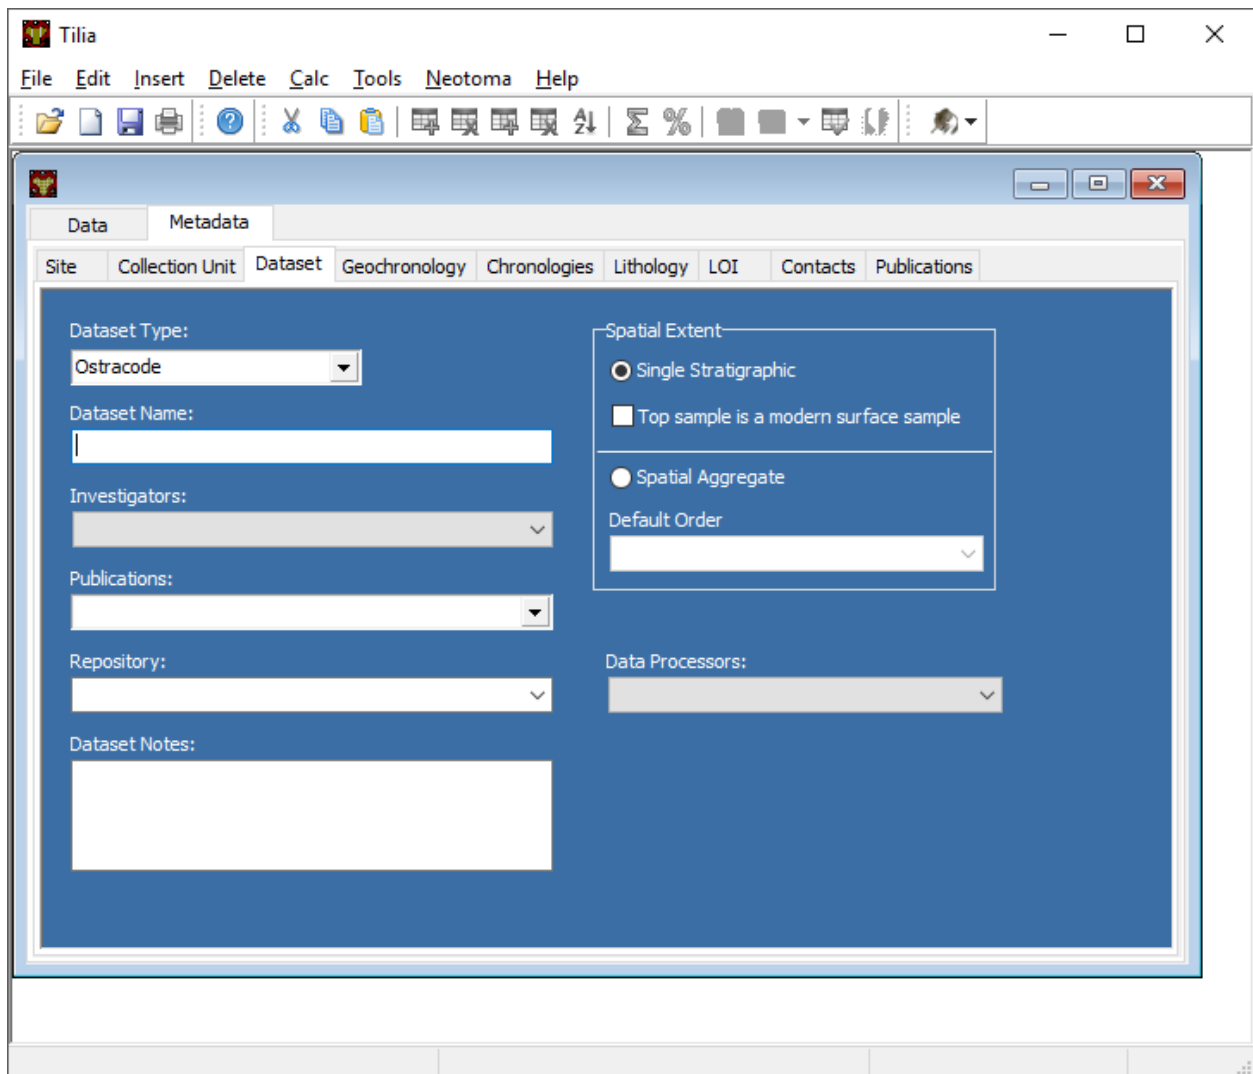 Tilia
File Edit Insert Delete Calc Tools Neotoma Help
Data Metadata
Site Collection Unit Dataset Geochronology Chronologies Lithology LOI Contacts Publications
Dataset Type:
Ostracode
Dataset Name:
Investigators:
Publications:
Repository:
Dataset Notes:
Spatial Extent
Single Stratigraphic
Top sample is a modern surface sample
Spatial Aggregate
Default Order
Data Processors: